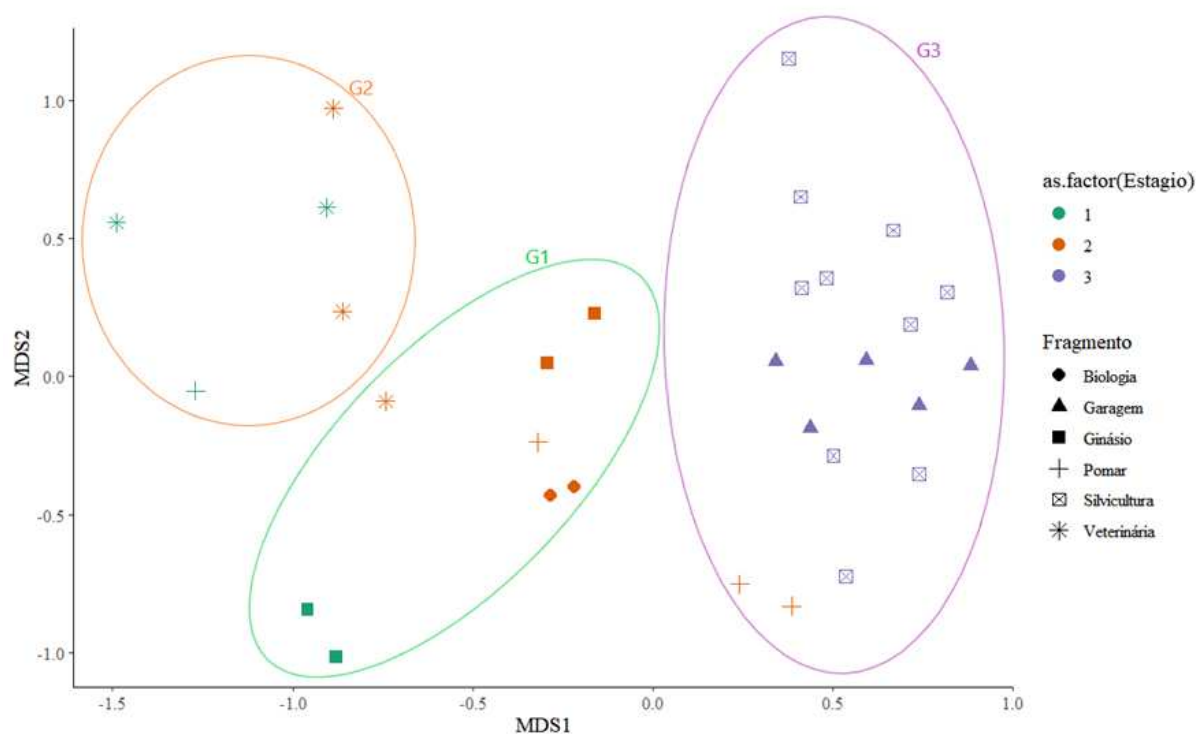 G2
G1
G3
1.0
0.5
0.0
-0.5
-1.0
MDS2
-1.5
-1.0
-0.5
0.0
0.5
1.0
MDS1
as.factor(Estagio)
1
2
3
Fragmento
Biologia
Garagem
Ginásio
Pomar
Silvicultura
Veterinária